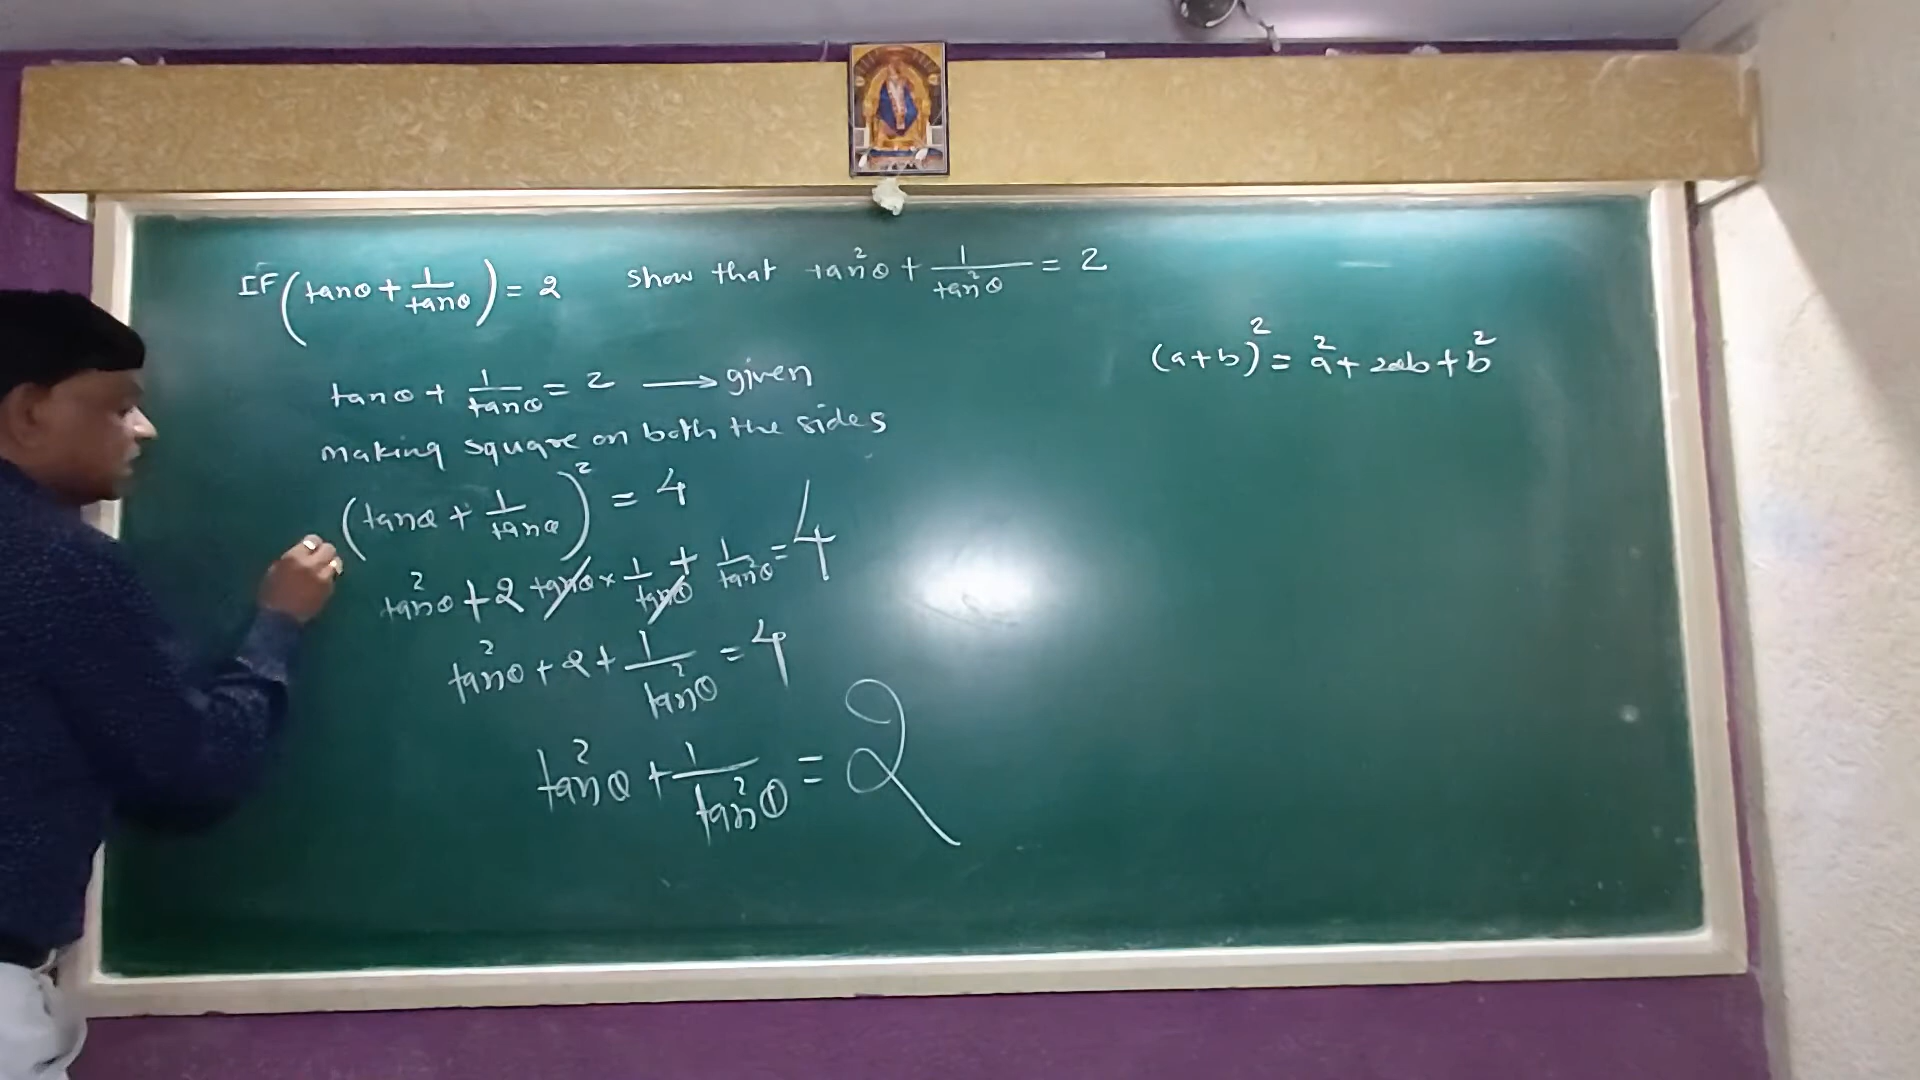 IF (tanθ + 1/tanθ) = 2 show that tan²θ + 1/tan²θ = 2
(a+b)² = a² + 2ab + b²
tanθ + 1/tanθ = 2 ⟶ given
making square on both the sides
(tanθ + 1/tanθ)² = 4
tan²θ + 2 tanθ × 1/tanθ + 1/tan²θ = 4
tan²θ + 2 + 1/tan²θ = 4
tan²θ + 1/tan²θ = 2